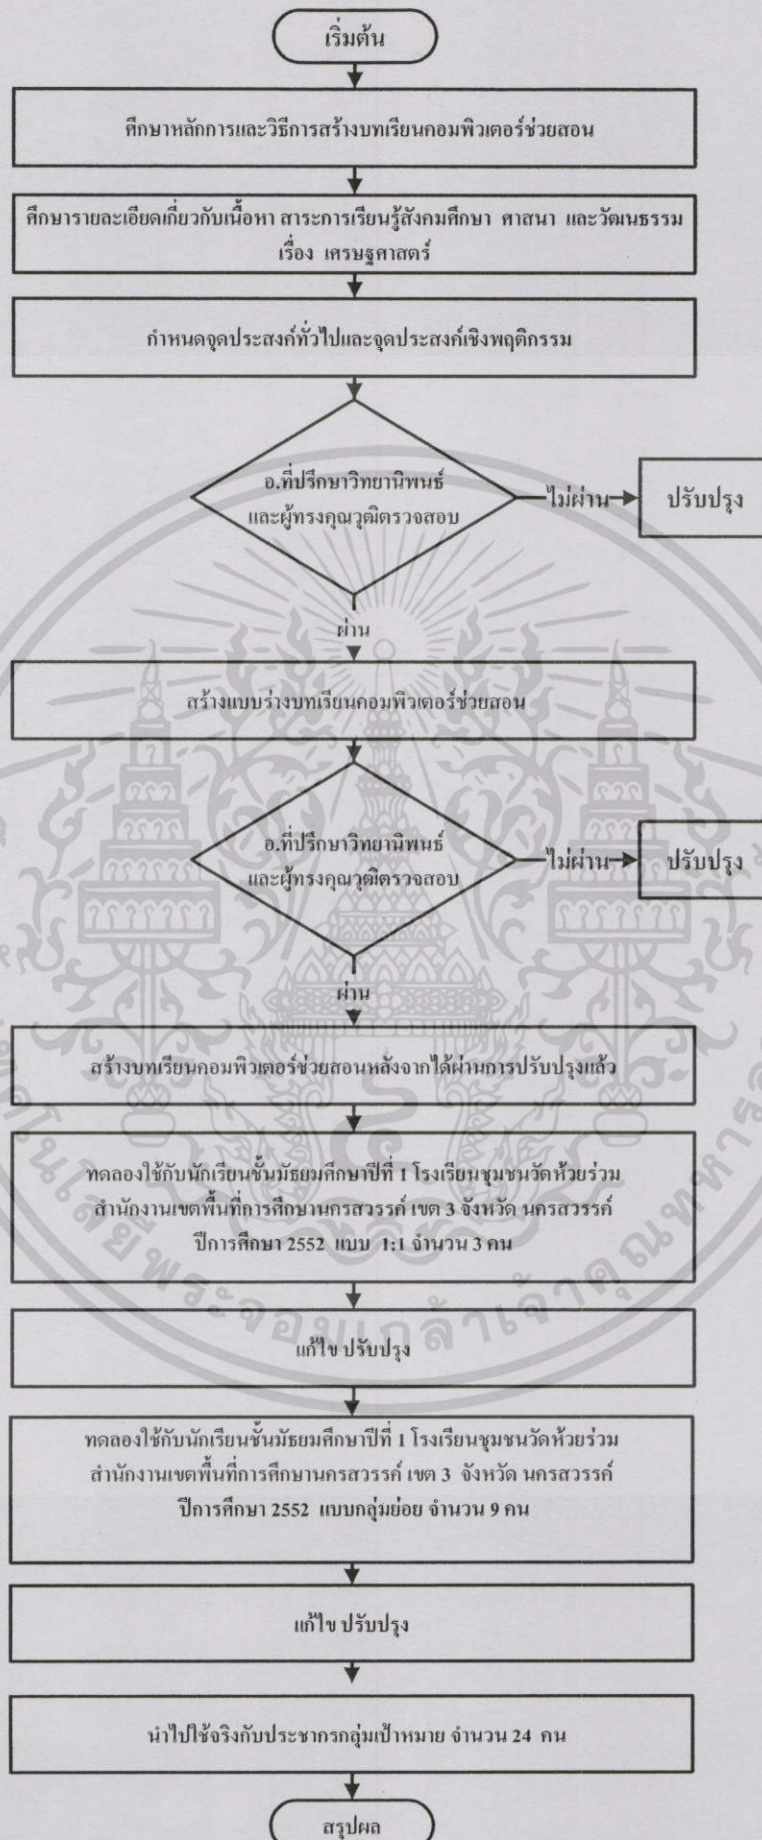 เริ่มต้น
ศึกษาหลักการและวิธีการสร้างบทเรียนคอมพิวเตอร์ช่วยสอน
ศึกษารายละเอียดเกี่ยวกับเนื้อหา สาระการเรียนรู้สังคมศึกษา ศาสนา และวัฒนธรรม
เรื่อง เศรษฐศาสตร์
กำหนดจุดประสงค์ทั่วไปและจุดประสงค์เชิงพฤติกรรม
อ.ที่ปรึกษาวิทยานิพนธ์
และผู้ทรงคุณวุฒิตรวจสอบ
ไม่ผ่าน
ปรับปรุง
ผ่าน
สร้างแบบร่างบทเรียนคอมพิวเตอร์ช่วยสอน
อ.ที่ปรึกษาวิทยานิพนธ์
และผู้ทรงคุณวุฒิตรวจสอบ
ไม่ผ่าน
ปรับปรุง
ผ่าน
สร้างบทเรียนคอมพิวเตอร์ช่วยสอนหลังจากได้ผ่านการปรับปรุงแล้ว
ทดลองใช้กับนักเรียนชั้นมัธยมศึกษาปีที่ 1 โรงเรียนชุมชนวัดห้วยร่วม
สำนักงานเขตพื้นที่การศึกษานครสวรรค์ เขต 3 จังหวัด นครสวรรค์
ปีการศึกษา 2552 แบบ 1:1 จำนวน 3 คน
แก้ไข ปรับปรุง
ทดลองใช้กับนักเรียนชั้นมัธยมศึกษาปีที่ 1 โรงเรียนชุมชนวัดห้วยร่วม
สำนักงานเขตพื้นที่การศึกษานครสวรรค์ เขต 3 จังหวัด นครสวรรค์
ปีการศึกษา 2552 แบบกลุ่มย่อย จำนวน 9 คน
แก้ไข ปรับปรุง
นำไปใช้จริงกับประชากรกลุ่มเป้าหมาย จำนวน 24 คน
สรุปผล
พระจอมเกล้าเจ้าคุณทหาร